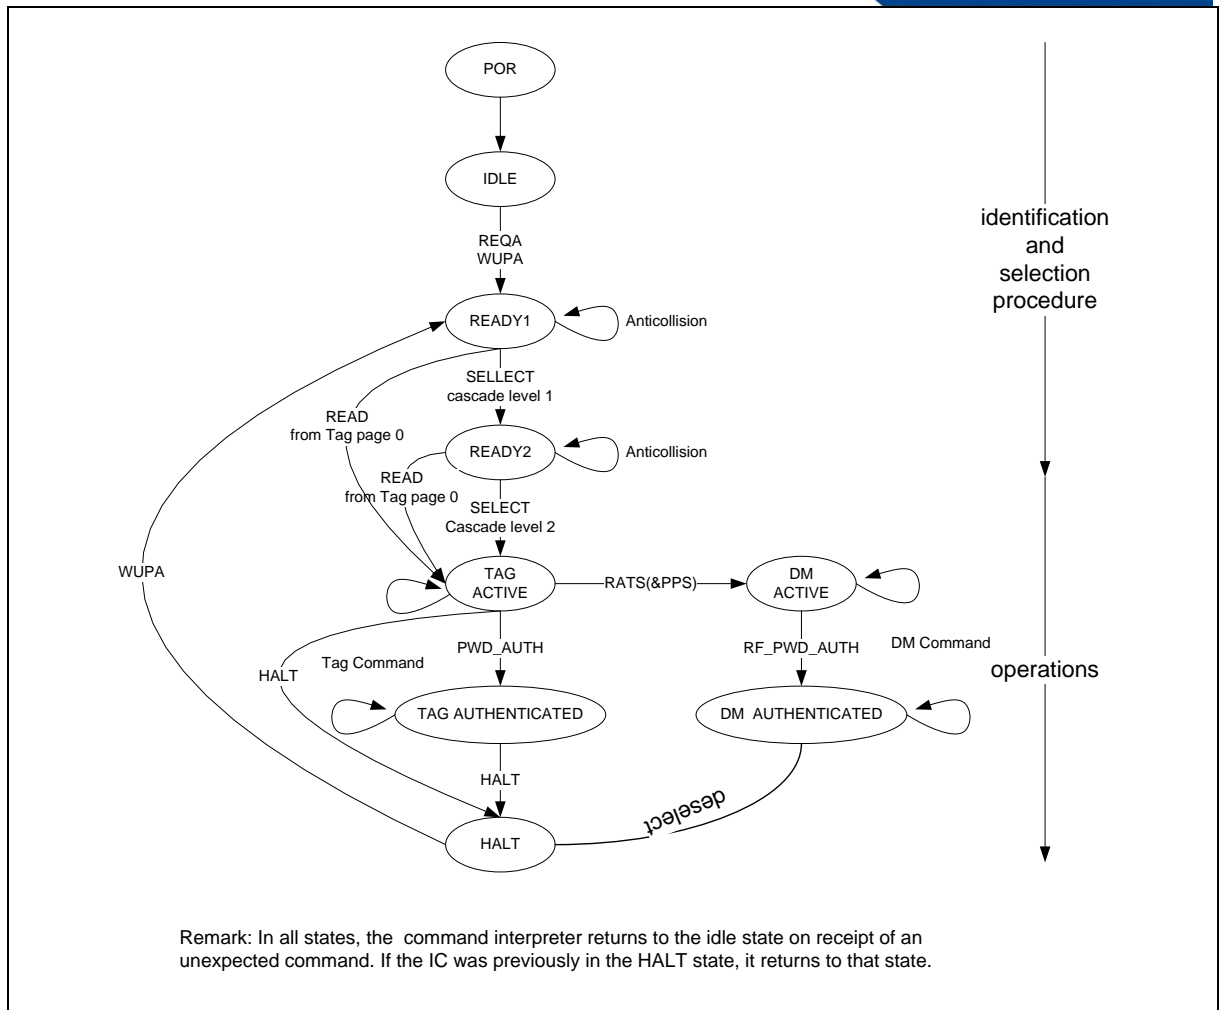 POR
IDLE
REQA
WUPA
identification
and
selection
procedure
READY1
Anticollision
SELLECT
cascade level 1
READ
from Tag page 0
READY2
Anticollision
READ
from Tag page 0
SELECT
Cascade level 2
WUPA
TAG
ACTIVE
RATS(&PPS)
DM
ACTIVE
PWD_AUTH
RF_PWD_AUTH
DM Command
Tag Command
HALT
operations
TAG AUTHENTICATED
DM AUTHENTICATED
HALT
deselect
HALT
Remark: In all states, the command interpreter returns to the idle state on receipt of an
unexpected command. If the IC was previously in the HALT state, it returns to that state.